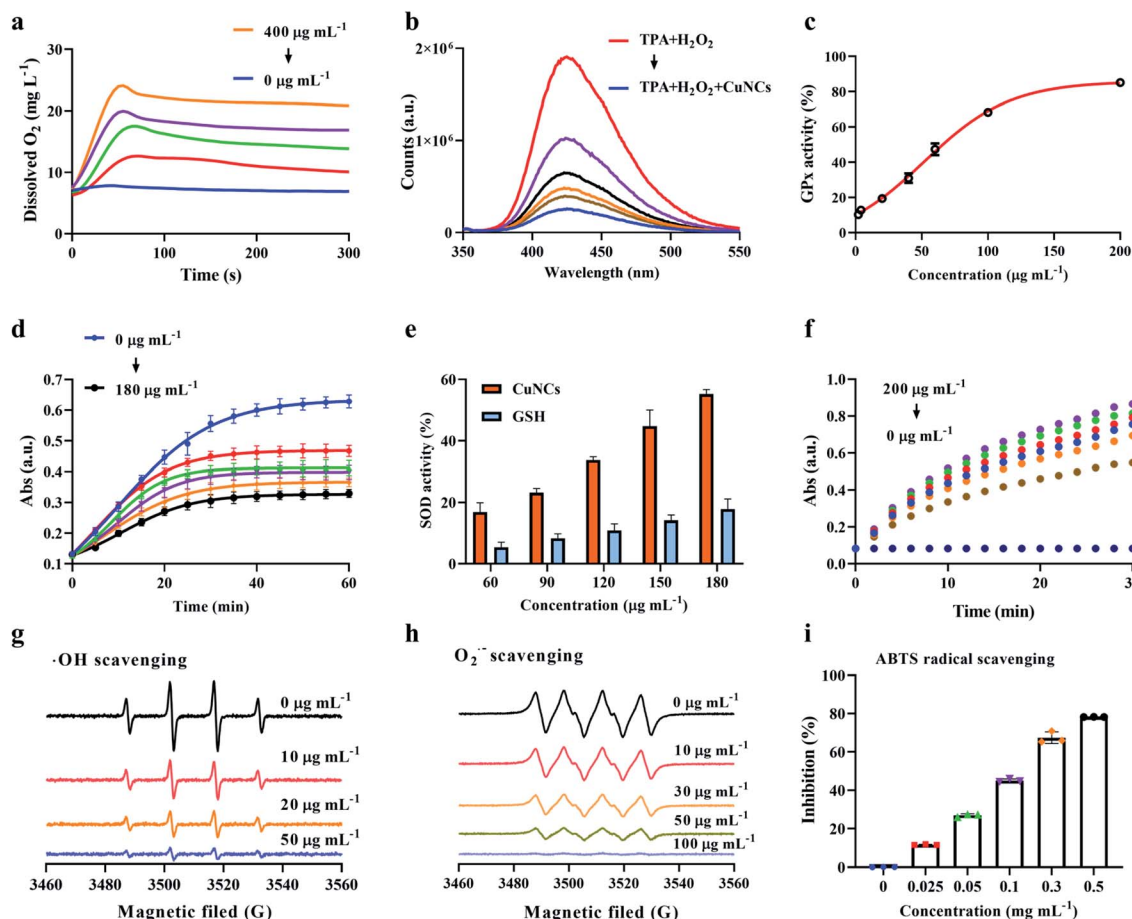 a
400 μg mL⁻¹
0 μg mL⁻¹
Dissolved O₂ (mg L⁻¹)
30
25
20
15
10
5
0
0
100
200
300
Time (s)
b
TPA+H₂O₂
TPA+H₂O₂+CuNCs
Counts (a.u.)
2×10⁶
1×10⁶
0
350
400
450
500
550
Wavelength (nm)
c
GPx activity (%)
100
80
60
40
20
0
0
50
100
150
200
Concentration (μg mL⁻¹)
d
0 μg mL⁻¹
180 μg mL⁻¹
Abs (a.u.)
0.7
0.6
0.5
0.4
0.3
0.2
0.1
0
20
40
60
Time (min)
e
CuNCs
GSH
SOD activity (%)
60
40
20
0
60
90
120
150
180
Concentration (μg mL⁻¹)
f
200 μg mL⁻¹
0 μg mL⁻¹
Abs (a.u.)
1.0
0.8
0.6
0.4
0.2
0.0
0
10
20
3
Time (min)
g
·OH scavenging
0 μg mL⁻¹
10 μg mL⁻¹
20 μg mL⁻¹
50 μg mL⁻¹
3460
3480
3500
3520
3540
3560
Magnetic filed (G)
h
O₂·⁻ scavenging
0 μg mL⁻¹
10 μg mL⁻¹
30 μg mL⁻¹
50 μg mL⁻¹
100 μg mL⁻¹
3460
3480
3500
3520
3540
3560
Magnetic filed (G)
i
ABTS radical scavenging
Inhibition (%)
100
80
60
40
20
0
0
0.025
0.05
0.1
0.3
0.5
Concentration (mg mL⁻¹)